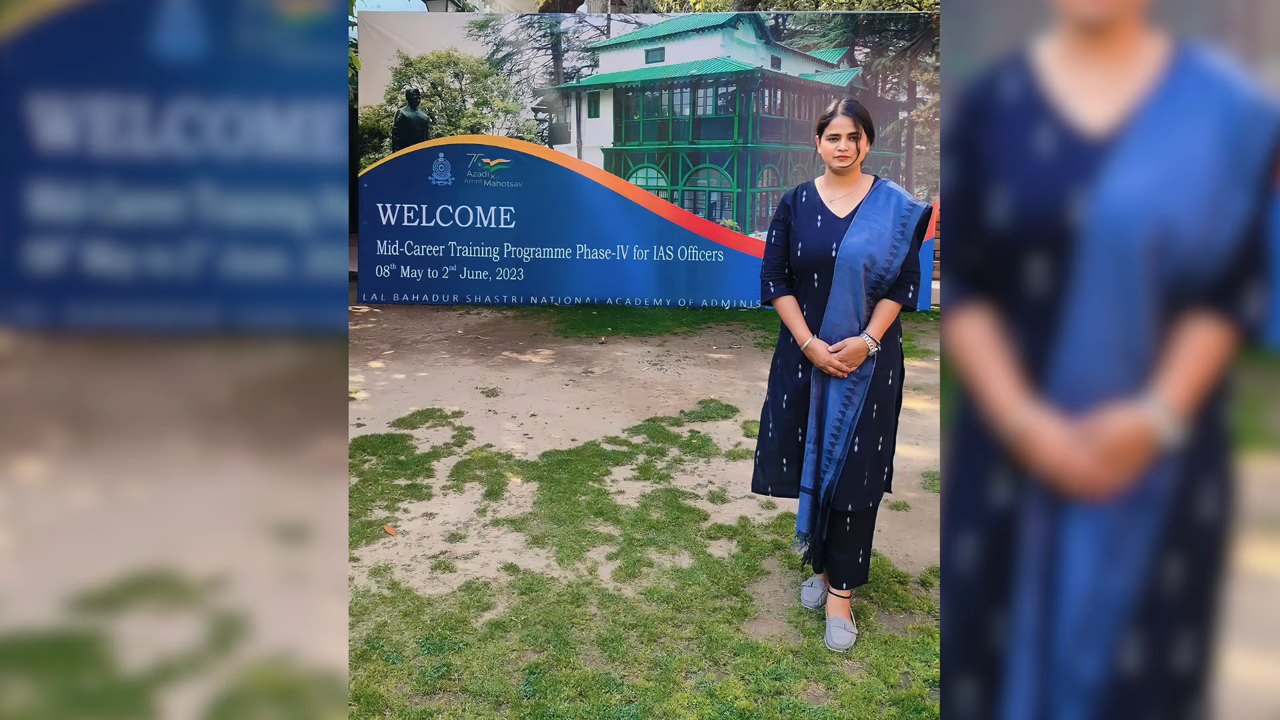 75
Azadi Ka
Amrit Mahotsav
WELCOME
Mid-Career Training Programme Phase-IV for IAS Officers
08th May to 2nd June, 2023
LAL BAHADUR SHASTRI NATIONAL ACADEMY OF ADMINIS